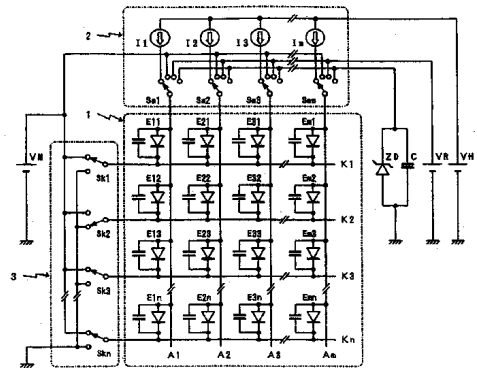 2
I1 I2 I3 Im
Sa1 Sa2 Sa3 Sam
1
E11 E21 E31 Em1
VM ZD C VR VH
Sk1 K1
E12 E22 E32 Em2
Sk2 K2
E13 E23 E33 Em3
3 Sk3 K3
E1n E2n E3n Emn
Skn Kn
A1 A2 A3 Am